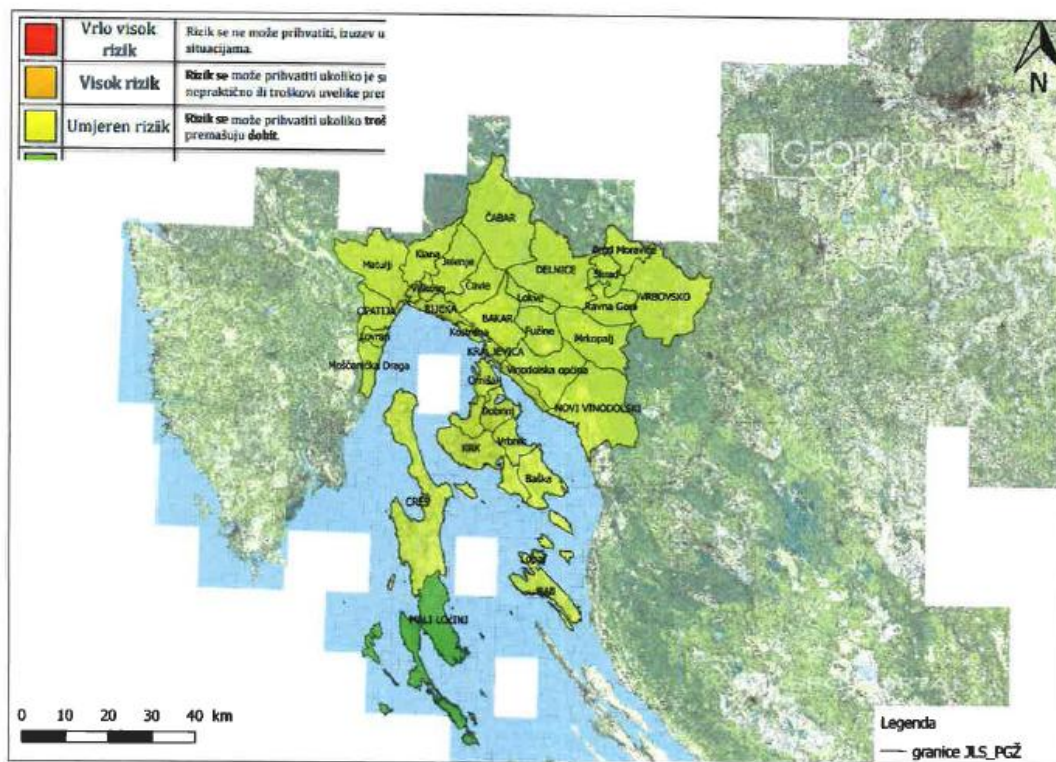 Vrlo visok
rizik
Rizik se ne može prihvatiti, izuzev u
situacijama.
Visok rizik
Rizik se može prihvatiti ukoliko je
nepraktično ili troškovi uvelike
Umjeren rizik
Rizik se može prihvatiti ukoliko
premašuju dobit.
N
GEOPORTAL
ČABAR
Brod Moravice
Klana
Matulji
Jelenje
DELNICE
Skrad
Viškovo
Čavle
Lokve
VRBOVSKO
OPATIJA
RIJEKA
BAKAR
Ravna Gora
Kostrena
Fužine
Lovran
Mrkopalj
KRALJEVICA
Mošćenička Draga
Vinodolska općina
Omišalj
NOVI VINODOLSKI
Dobrinj
KRK
Vrbnik
Baška
CRES
Lopar
RAB
MALI LOŠINJ
0 10 20 30 40 km
Legenda
granice JLS_PGŽ